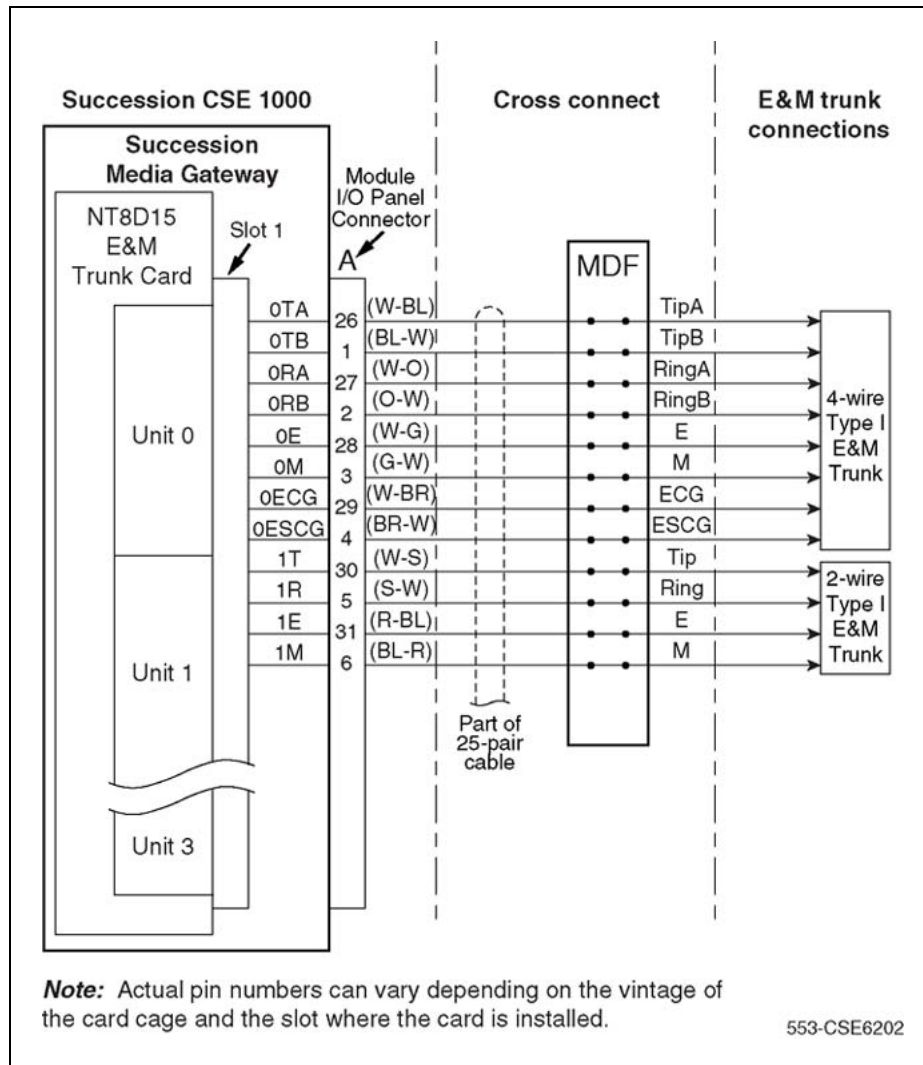 Succession CSE 1000
Cross connect
E&M trunk
connections
Succession
Media Gateway
Module
I/O Panel
Connector
NT8D15
E&M
Trunk Card
Slot 1
A
MDF
0TA 26 (W-BL) TipA
0TB 1 (BL-W) TipB
0RA 27 (W-O) RingA
0RB 2 (O-W) RingB
0E 28 (W-G) E
0M 3 (G-W) M
0ECG 29 (W-BR) ECG
0ESCG 4 (BR-W) ESCG
1T 30 (W-S) Tip
1R 5 (S-W) Ring
1E 31 (R-BL) E
1M 6 (BL-R) M
Unit 0
Unit 1
Unit 3
4-wire
Type I
E&M
Trunk
2-wire
Type I
E&M
Trunk
Part of
25-pair
cable
Note: Actual pin numbers can vary depending on the vintage of
the card cage and the slot where the card is installed.
553-CSE6202